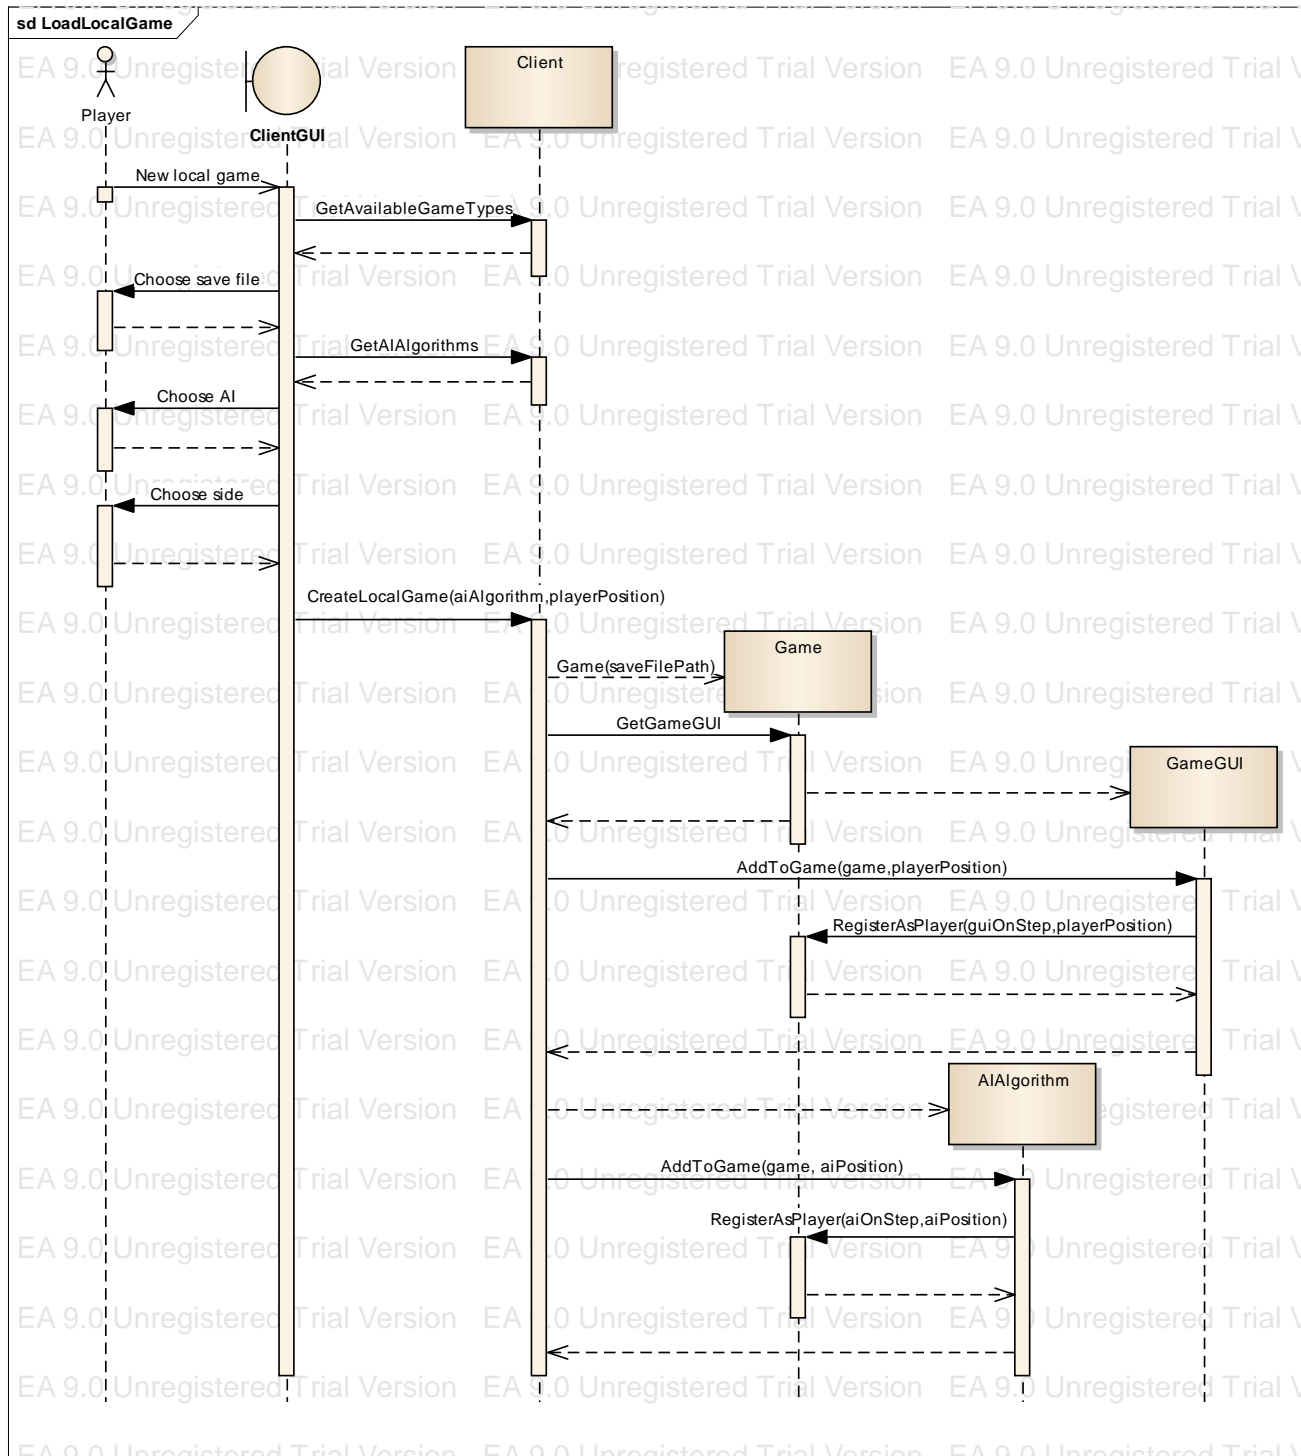 sd LoadLocalGame
Player
ClientGUI
Client
New local game
GetAvailableGameTypes
Choose save file
GetAIAlgorithms
Choose AI
Choose side
CreateLocalGame(aiAlgorithm,playerPosition)
Game
Game(saveFilePath)
GetGameGUI
GameGUI
AddToGame(game,playerPosition)
RegisterAsPlayer(guiOnStep,playerPosition)
AIAlgorithm
AddToGame(game, aiPosition)
RegisterAsPlayer(aiOnStep,aiPosition)
EA 9.0 Unregistered Trial Version